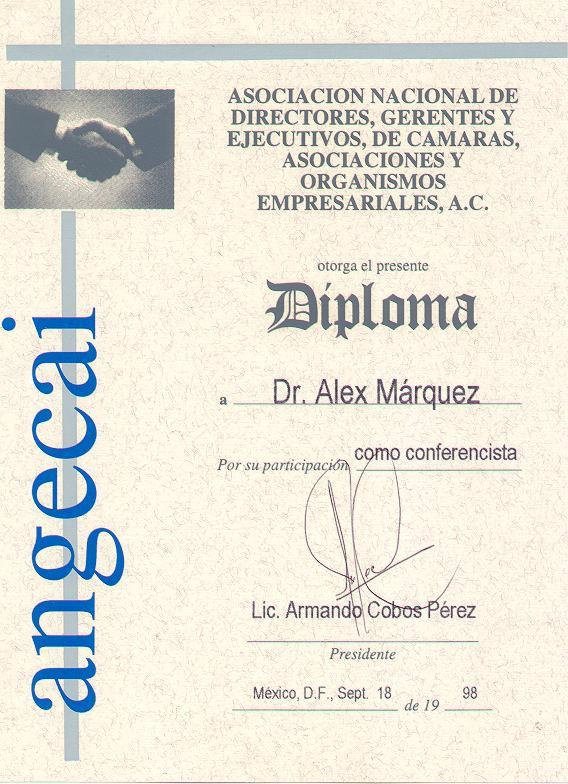 ASOCIACION NACIONAL DE
DIRECTORES, GERENTES Y
EJECUTIVOS, DE CAMARAS,
ASOCIACIONES Y
ORGANISMOS
EMPRESARIALES, A.C.
otorga el presente
Diploma
a Dr. Alex Márquez
Por su participación como conferencista
Lic. Armando Cobos Pérez
Presidente
México, D.F., Sept. 18 de 19 98
angecai